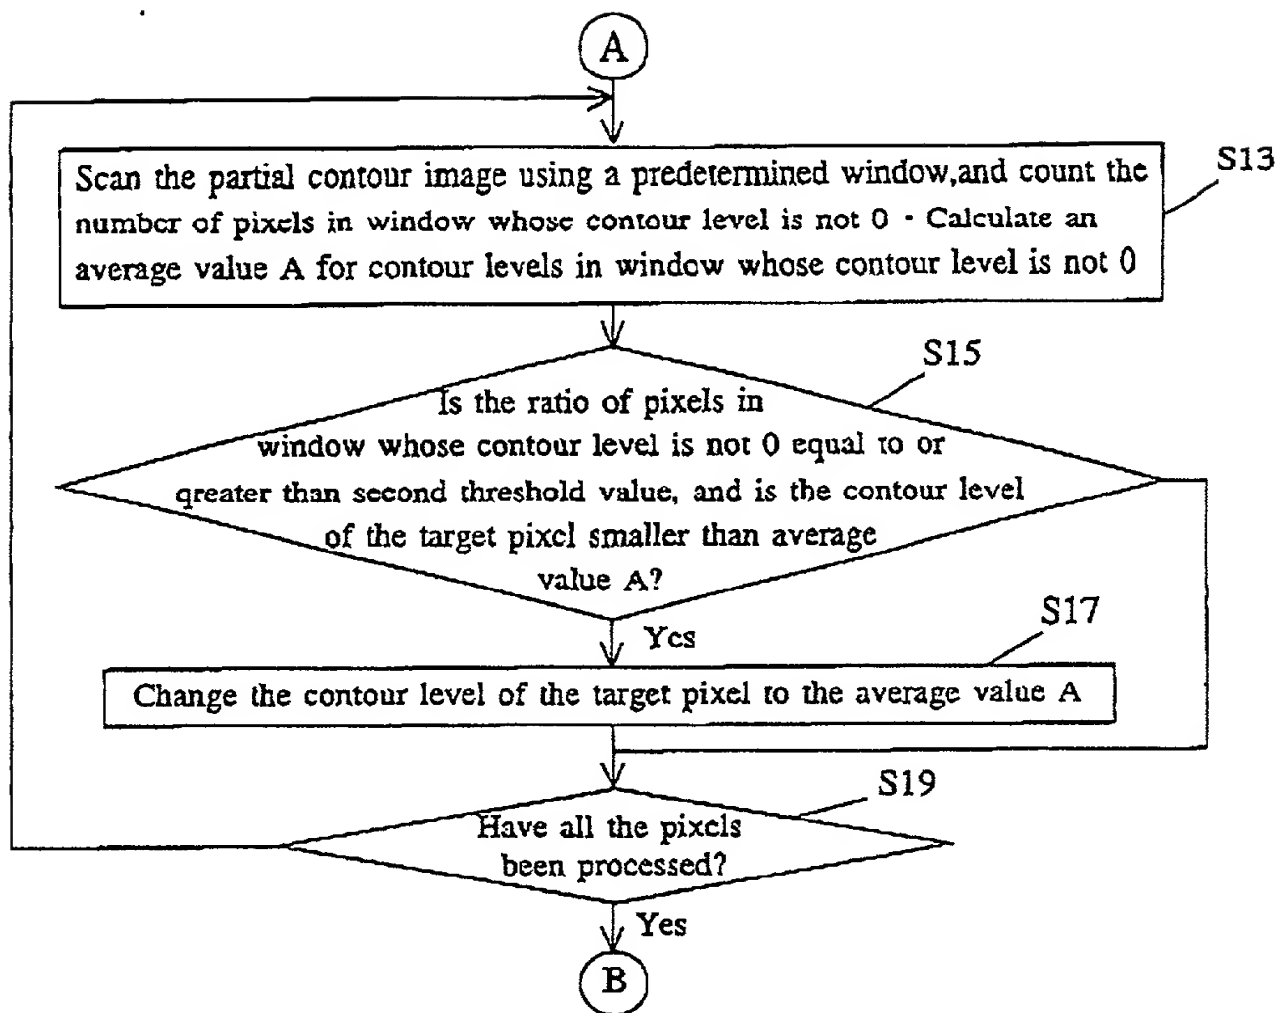 A
S13
Scan the partial contour image using a predetermined window,and count the
number of pixels in window whose contour level is not 0 · Calculate an
average value A for contour levels in window whose contour level is not 0
S15
Is the ratio of pixels in
window whose contour level is not 0 equal to or
greater than second threshold value, and is the contour level
of the target pixel smaller than average
value A?
Yes
S17
Change the contour level of the target pixel to the average value A
S19
Have all the pixels
been processed?
Yes
B